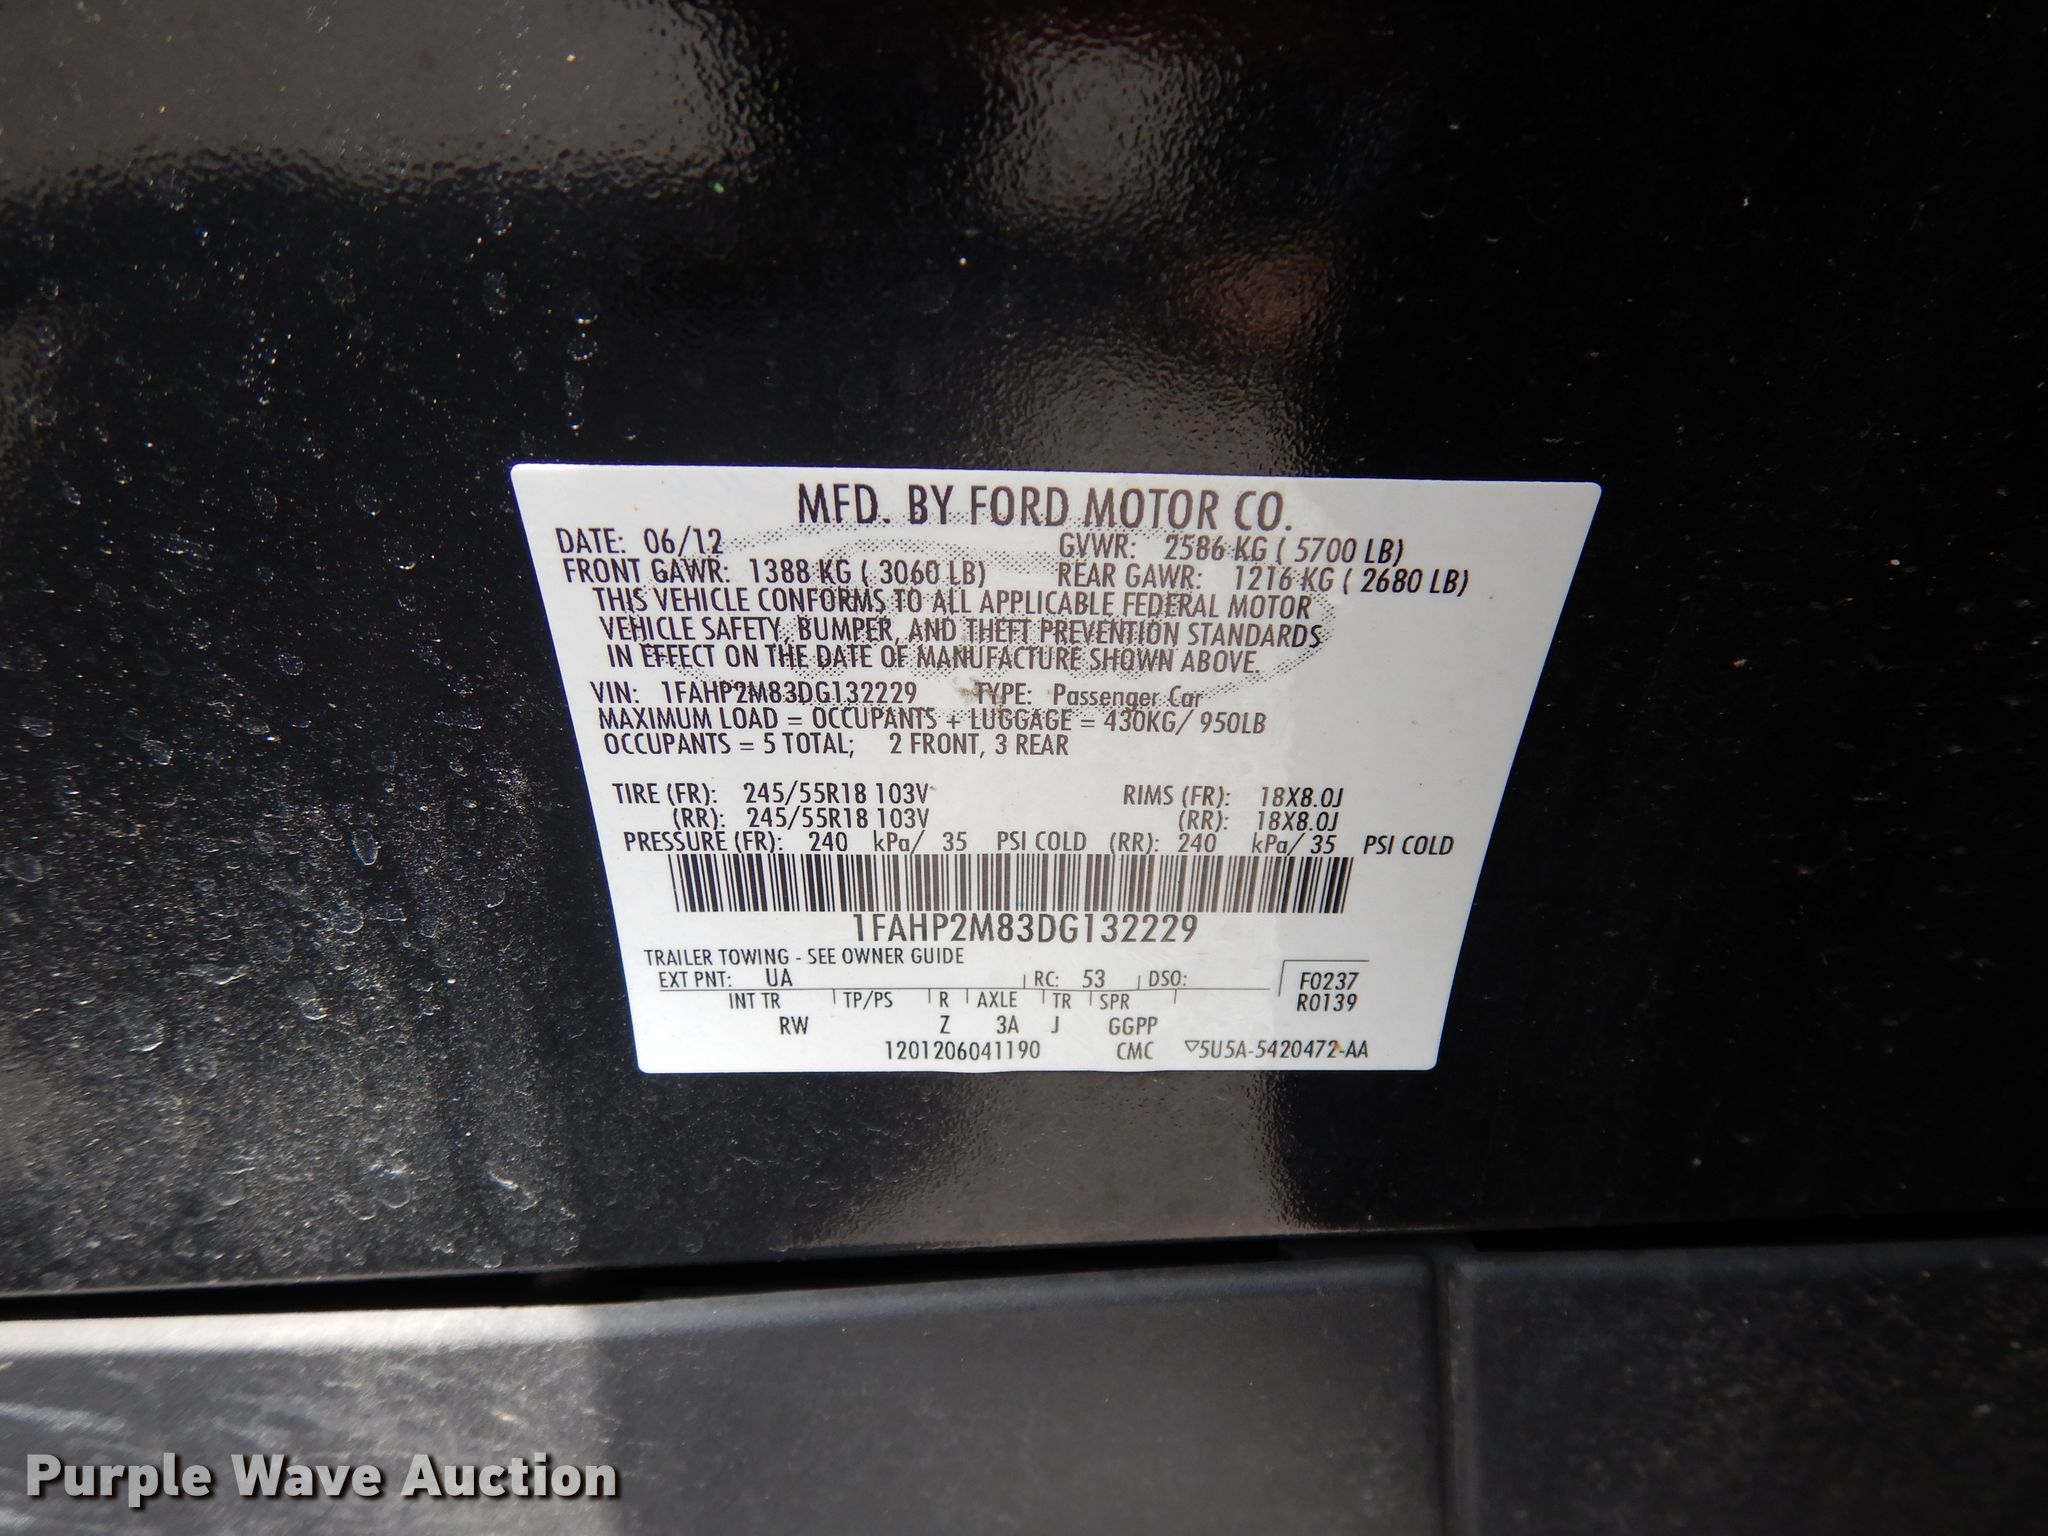 MFD. BY FORD MOTOR CO.
DATE: 06/12 GVWR: 2586 KG ( 5700 LB)
FRONT GAWR: 1388 KG ( 3060 LB) REAR GAWR: 1216 KG ( 2680 LB)
THIS VEHICLE CONFORMS TO ALL APPLICABLE FEDERAL MOTOR
VEHICLE SAFETY, BUMPER, AND THEFT PREVENTION STANDARDS
IN EFFECT ON THE DATE OF MANUFACTURE SHOWN ABOVE.
VIN: 1FAHP2M83DG132229 TYPE: Passenger Car
MAXIMUM LOAD = OCCUPANTS + LUGGAGE = 430KG/ 950LB
OCCUPANTS = 5 TOTAL; 2 FRONT, 3 REAR
TIRE (FR): 245/55R18 103V RIMS (FR): 18X8.0J
(RR): 245/55R18 103V (RR): 18X8.0J
PRESSURE (FR): 240 kPa/ 35 PSI COLD (RR): 240 kPa/ 35 PSI COLD
1FAHP2M83DG132229
TRAILER TOWING - SEE OWNER GUIDE
EXT PNT: UA RC: 53 DSO: F0237
INT TR TP/PS R AXLE TR SPR R0139
RW Z 3A J GGPP
1201206041190 CMC ▽5U5A-5420472-AA
Purple Wave Auction